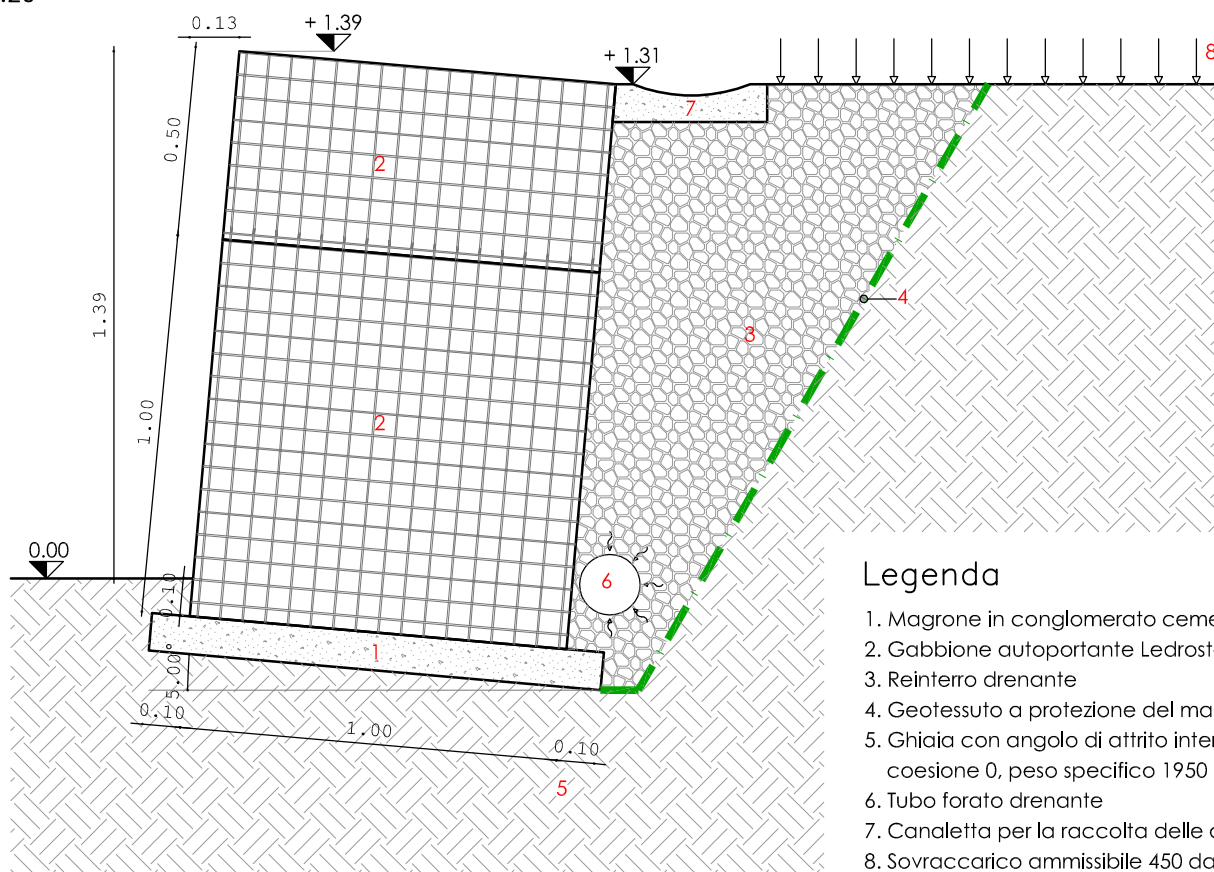 0.13
+ 1.39
+ 1.31
8
7
0.50
2
1.39
4
3
1.00
2
0.00
0.10
6
1
5.00°
0.10
1.00
0.10
5
Legenda
1. Magrone in conglomerato ceme
2. Gabbione autoportante Ledrost
3. Reinterro drenante
4. Geotessuto a protezione del ma
5. Ghiaia con angolo di attrito inter
coesione 0, peso specifico 1950
6. Tubo forato drenante
7. Canaletta per la raccolta delle
8. Sovraccarico ammissibile 450 da